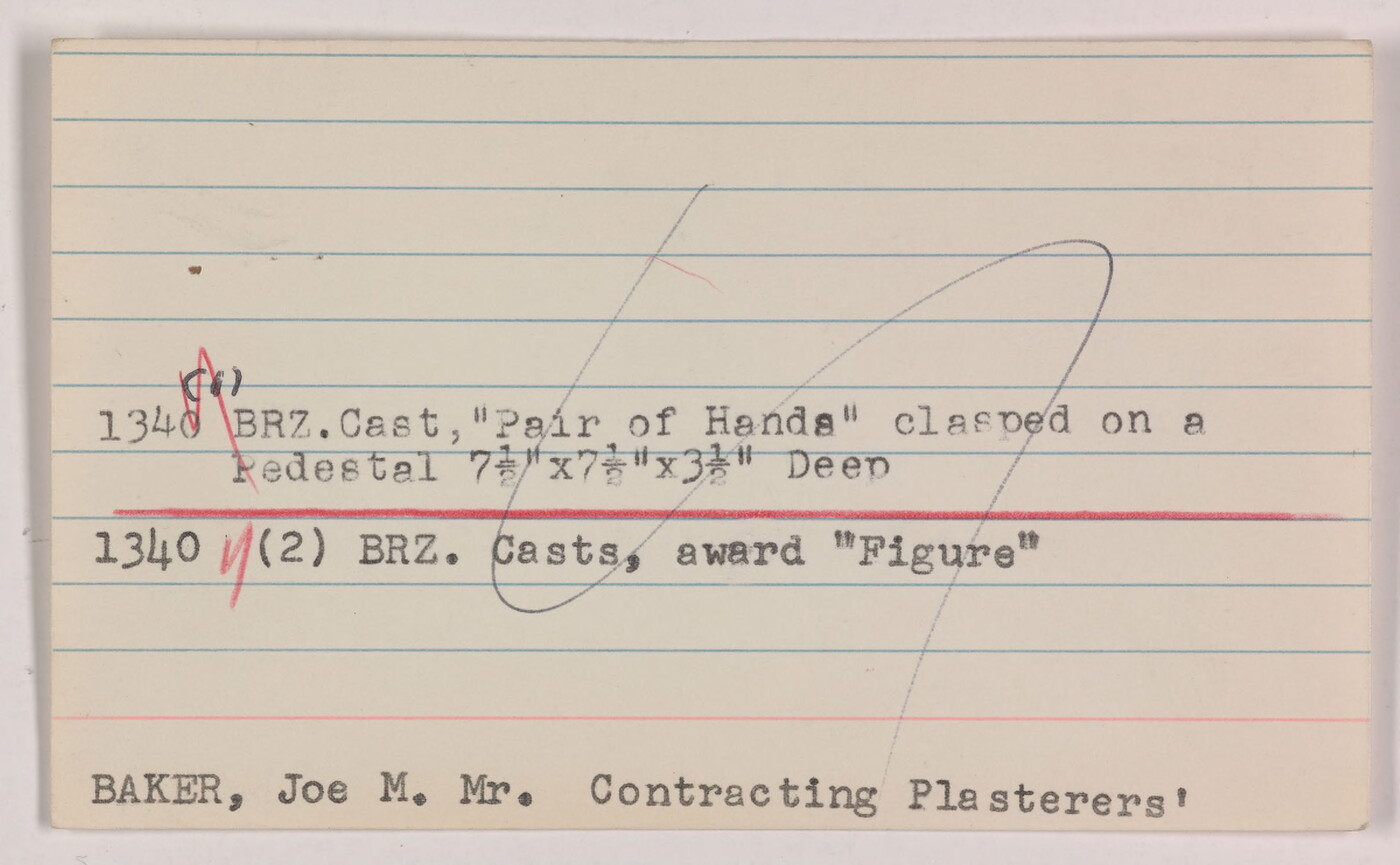 (1)
1340 BRZ.Cast,"Pair of Hands" clasped on a
Pedestal 7½"x7½"x3½" Deep
1340 (2) BRZ. Casts, award "Figure"
BAKER, Joe M. Mr. Contracting Plasterers'